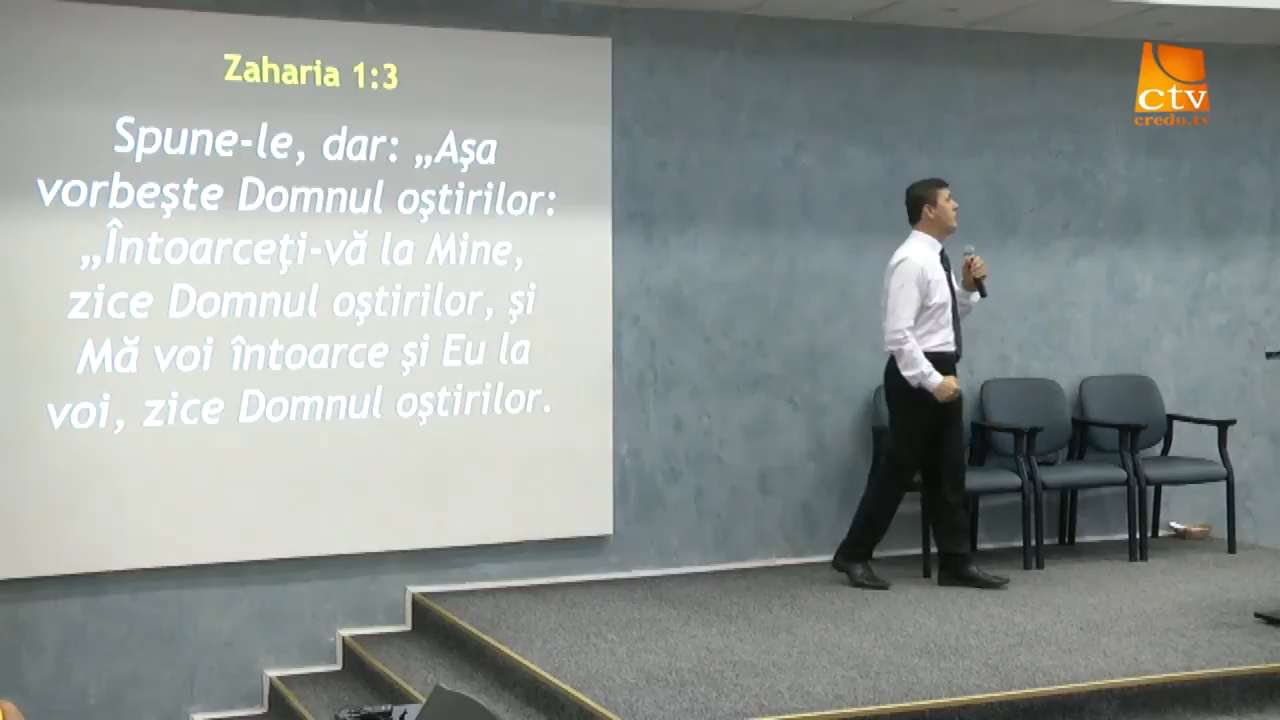 Zaharia 1:3
Spune-le, dar: „Aşa
vorbeşte Domnul oştirilor:
„Întoarceţi-vă la Mine,
zice Domnul oştirilor, şi
Mă voi întoarce şi Eu la
voi, zice Domnul oştirilor.
ctv
credo.tv